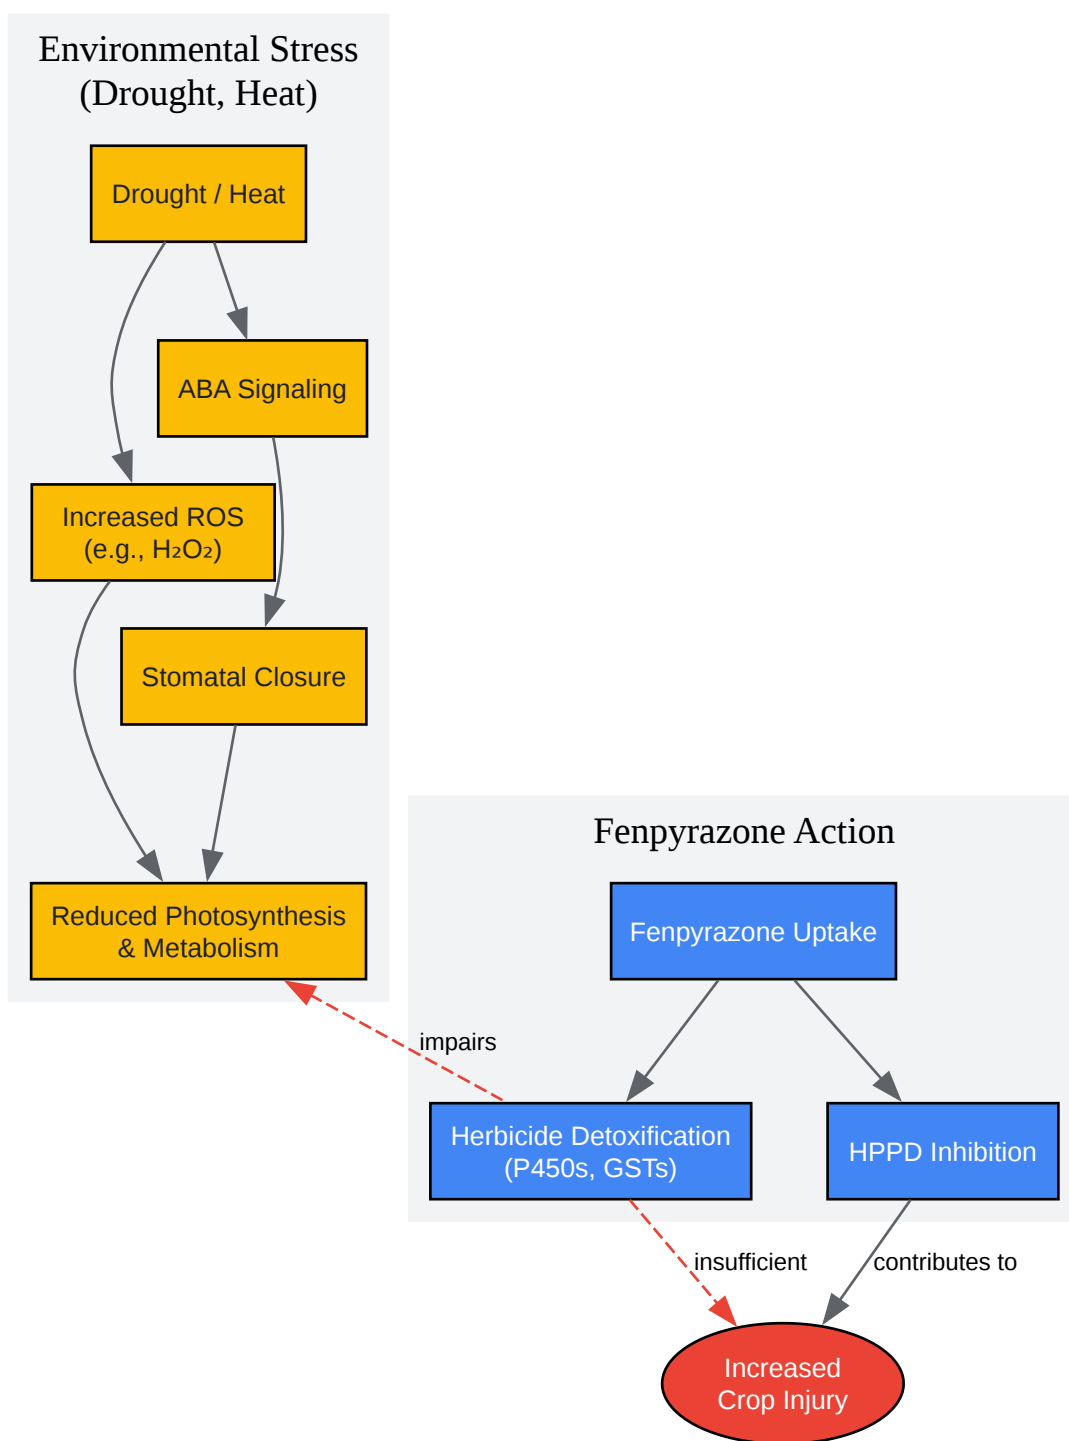 Environmental Stress
(Drought, Heat)
Drought / Heat
ABA Signaling
Increased ROS
(e.g., H₂O₂)
Stomatal Closure
Reduced Photosynthesis
& Metabolism
Fenpyrazone Action
Fenpyrazone Uptake
impairs
Herbicide Detoxification
(P450s, GSTs)
HPPD Inhibition
insufficient
contributes to
Increased
Crop Injury